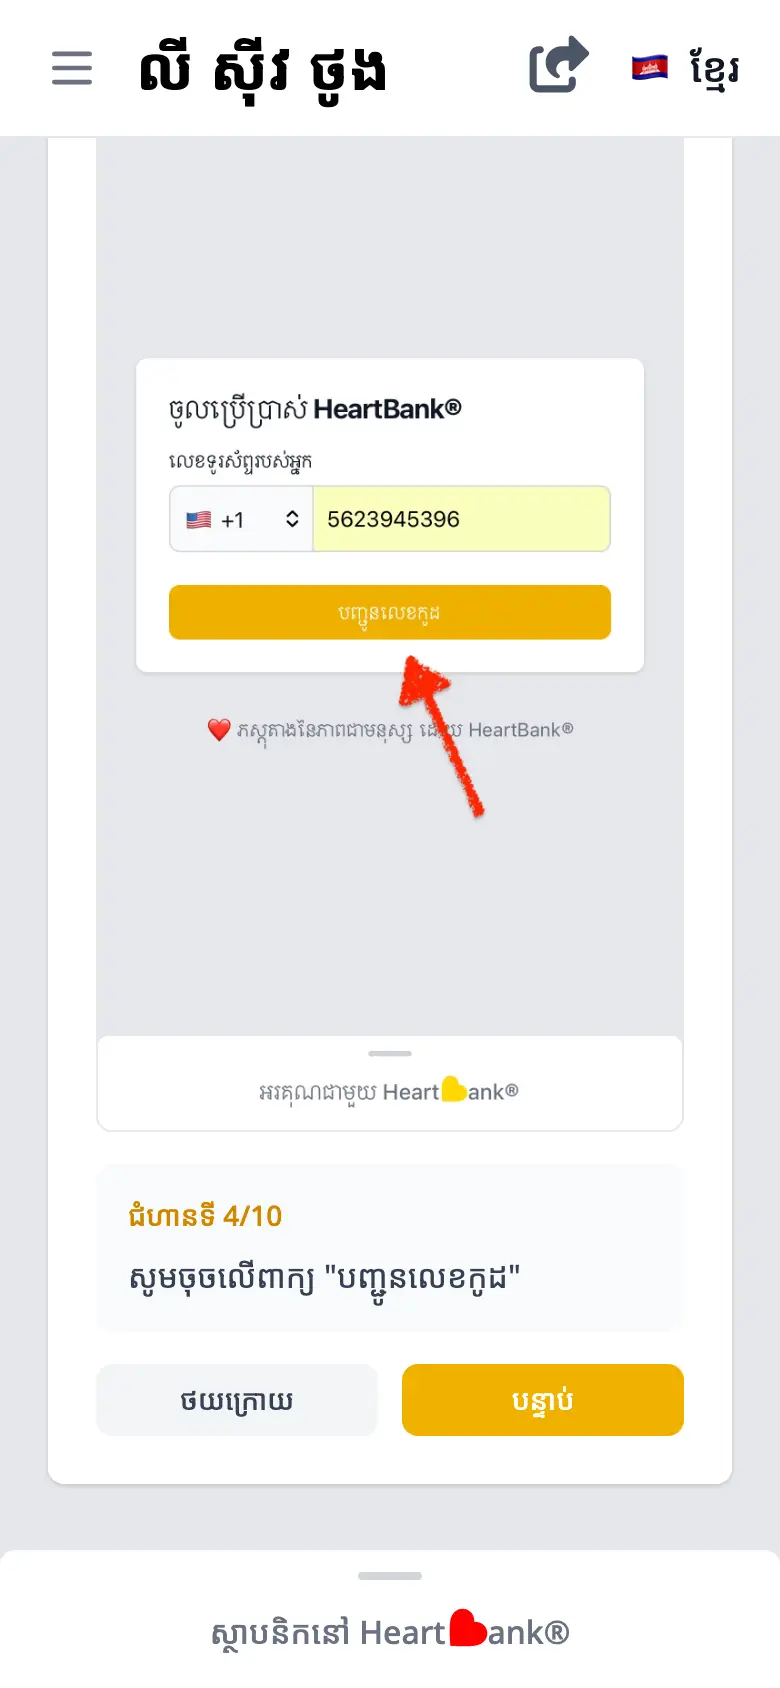 លី ស៊ីវ ថូង
ខ្មែរ
ចូលប្រើប្រាស់ HeartBank®
លេខទូរស័ព្ទរបស់អ្នក
+1 5623945396
បញ្ជូនលេខកូដ
ភស្តុតាងនៃភាពជាមនុស្ស ដោយ HeartBank®
អរគុណជាមួយ Heartank®
ជំហានទី 4/10
សូមចុចលើពាក្យ "បញ្ជូនលេខកូដ"
ថយក្រោយ
បន្ទាប់
ស្ថាបនិកនៅ Heartank®